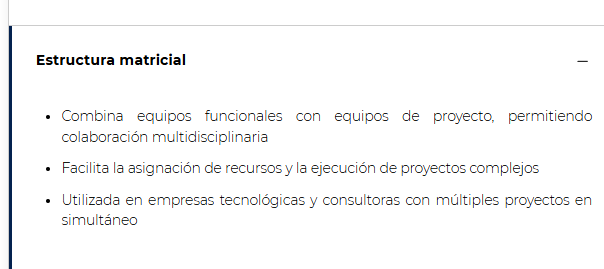 Estructura matricial
• Combina equipos funcionales con equipos de proyecto, permitiendo
colaboración multidisciplinaria
• Facilita la asignación de recursos y la ejecución de proyectos complejos
• Utilizada en empresas tecnológicas y consultoras con múltiples proyectos en
simultáneo